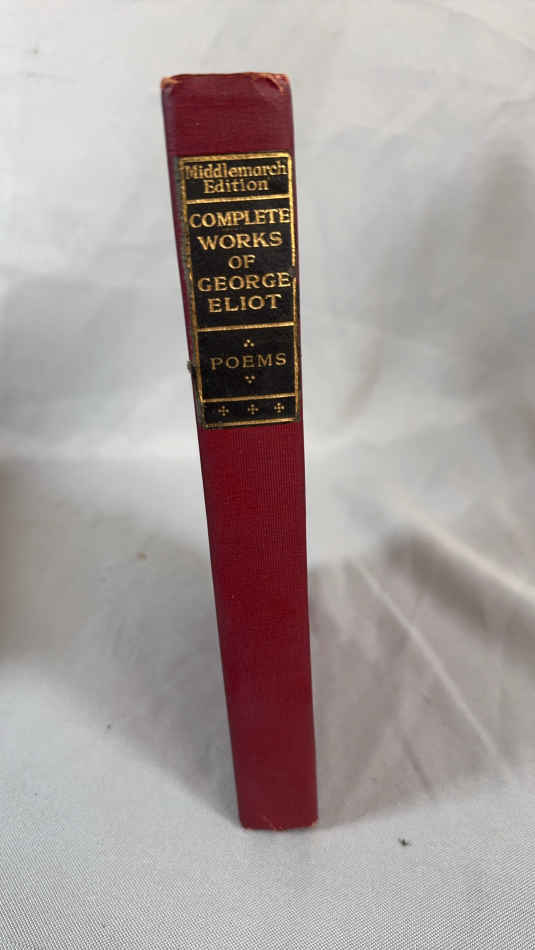 Middlemarch
Edition
COMPLETE
WORKS
OF
GEORGE
ELIOT
POEMS